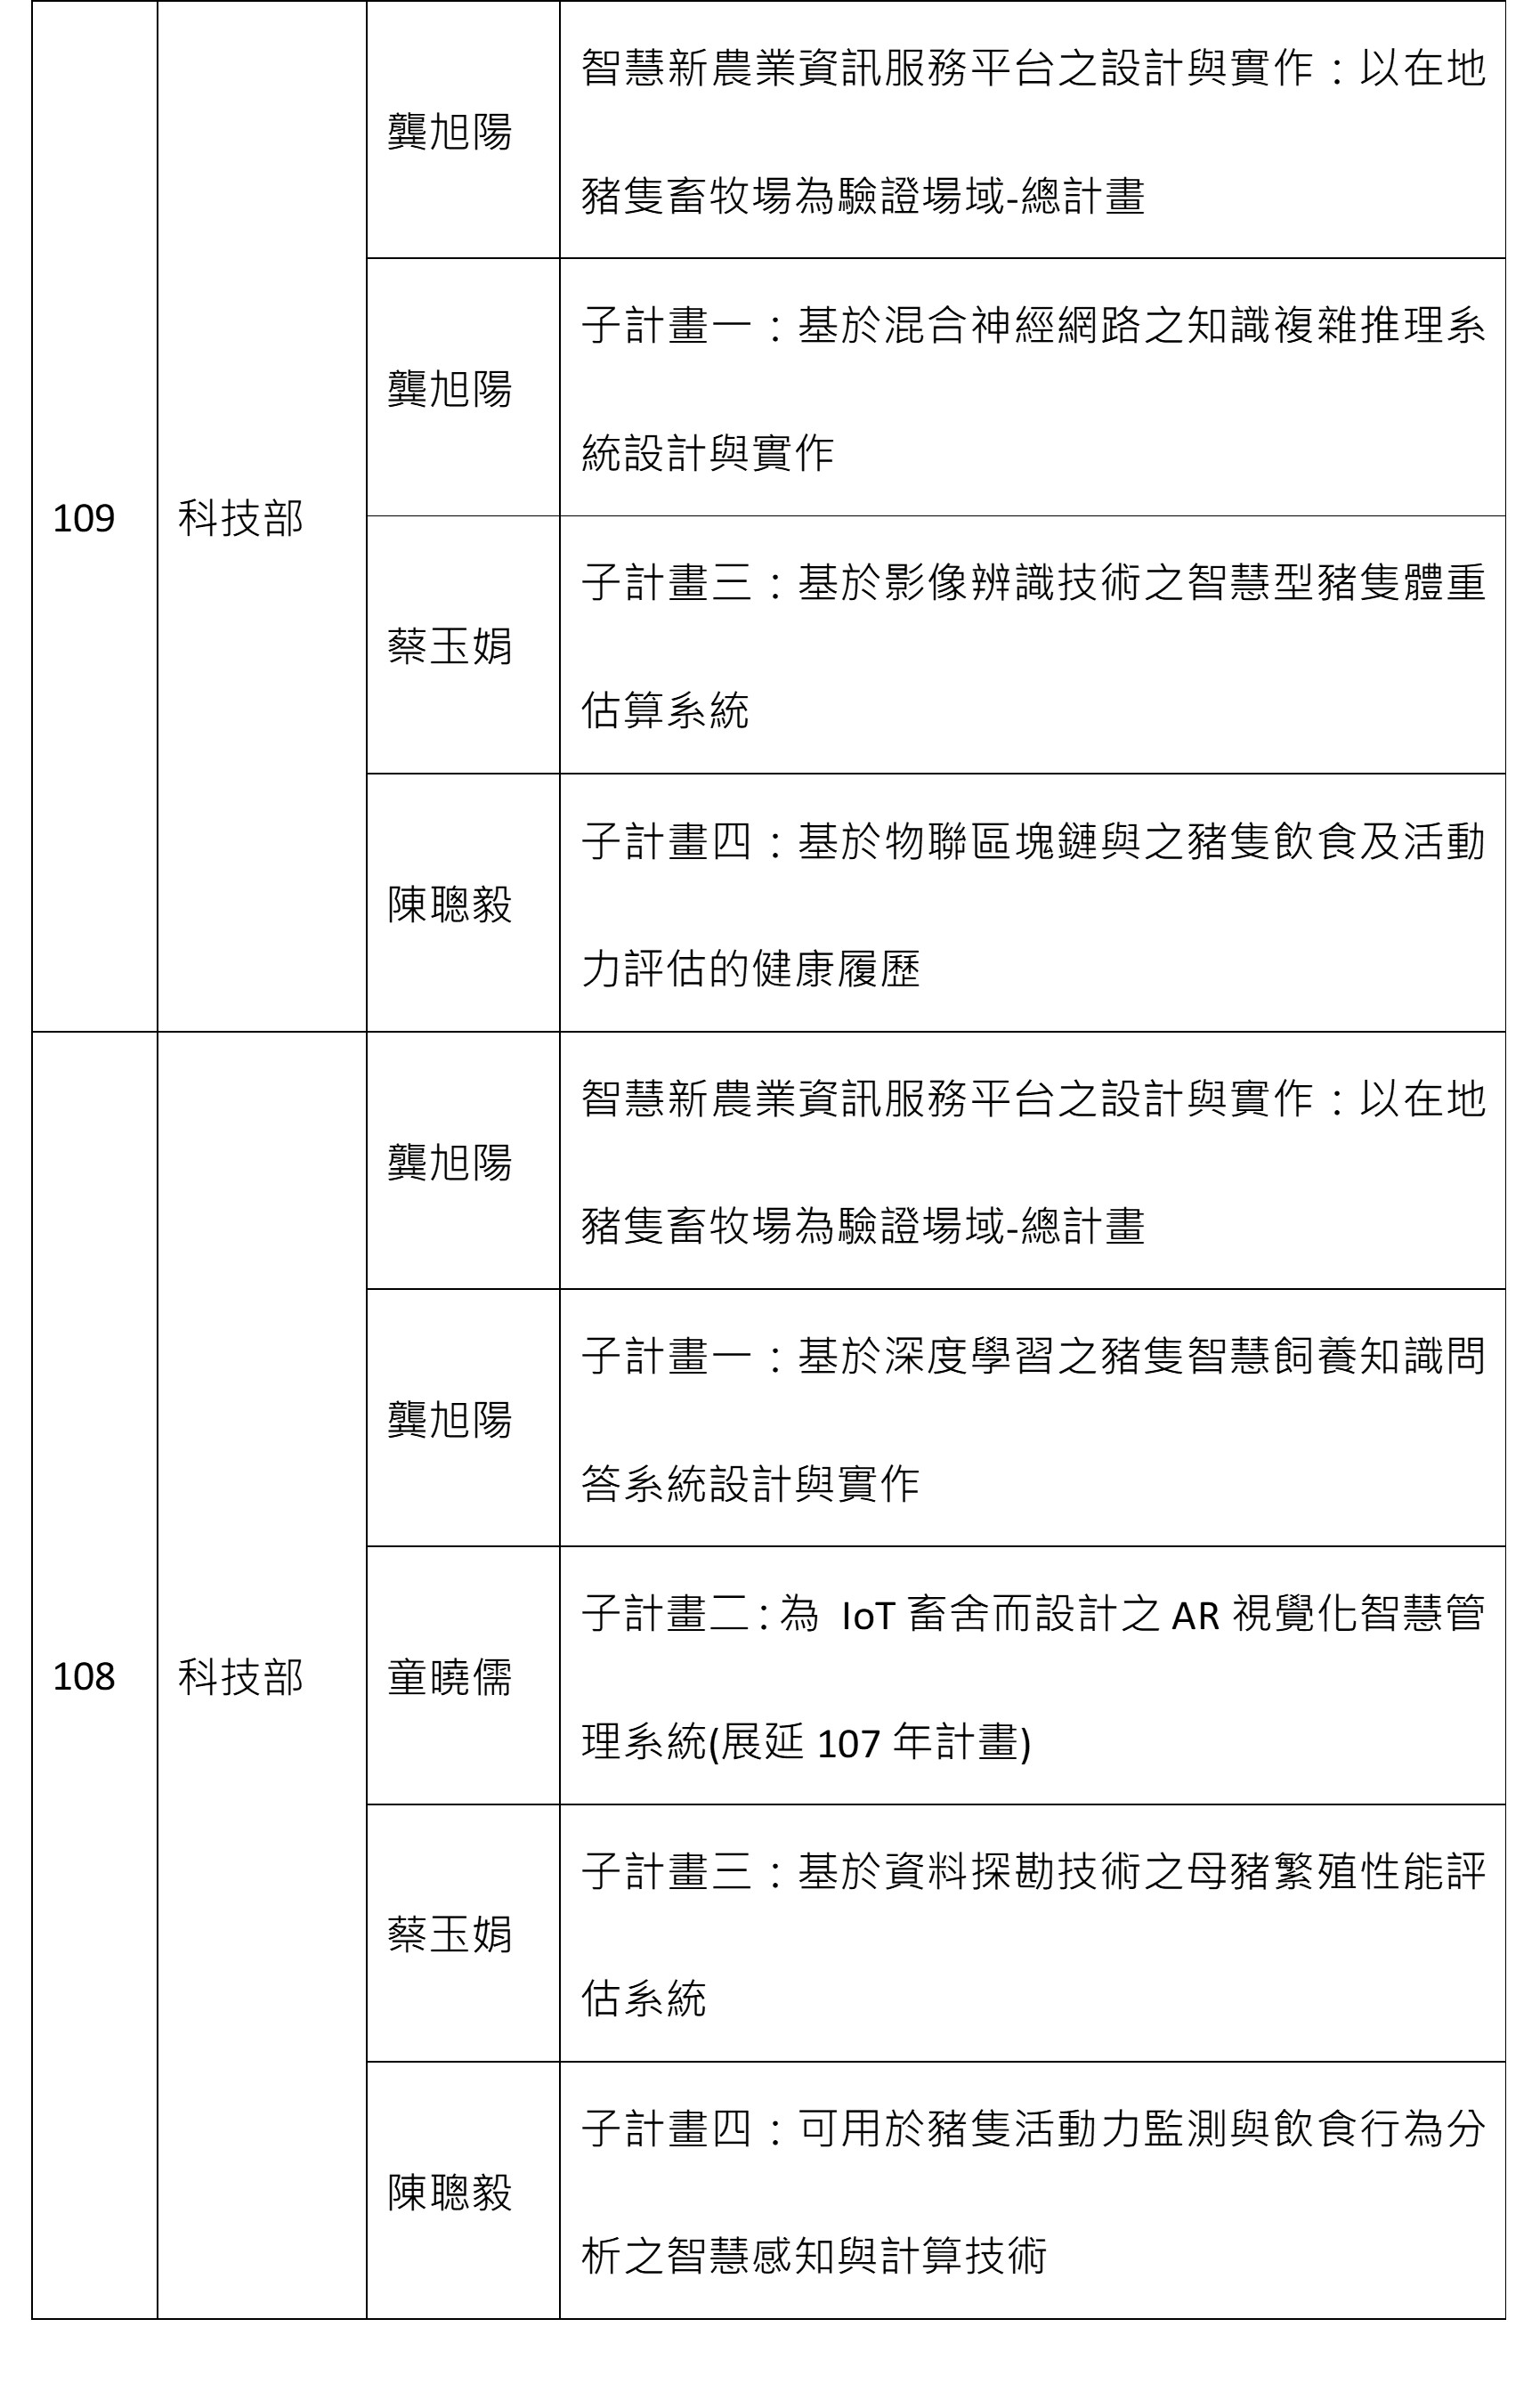 109
科技部
龔旭陽
智慧新農業資訊服務平台之設計與實作：以在地
豬隻畜牧場為驗證場域-總計畫
龔旭陽
子計畫一：基於混合神經網路之知識複雜推理系
統設計與實作
蔡玉娟
子計畫三：基於影像辨識技術之智慧型豬隻體重
估算系統
陳聰毅
子計畫四：基於物聯區塊鏈與之豬隻飲食及活動
力評估的健康履歷
108
科技部
龔旭陽
智慧新農業資訊服務平台之設計與實作：以在地
豬隻畜牧場為驗證場域-總計畫
龔旭陽
子計畫一：基於深度學習之豬隻智慧飼養知識問
答系統設計與實作
童曉儒
子計畫二:為 IoT 畜舍而設計之 AR 視覺化智慧管
理系統(展延 107 年計畫)
蔡玉娟
子計畫三：基於資料探勘技術之母豬繁殖性能評
估系統
陳聰毅
子計畫四：可用於豬隻活動力監測與飲食行為分
析之智慧感知與計算技術